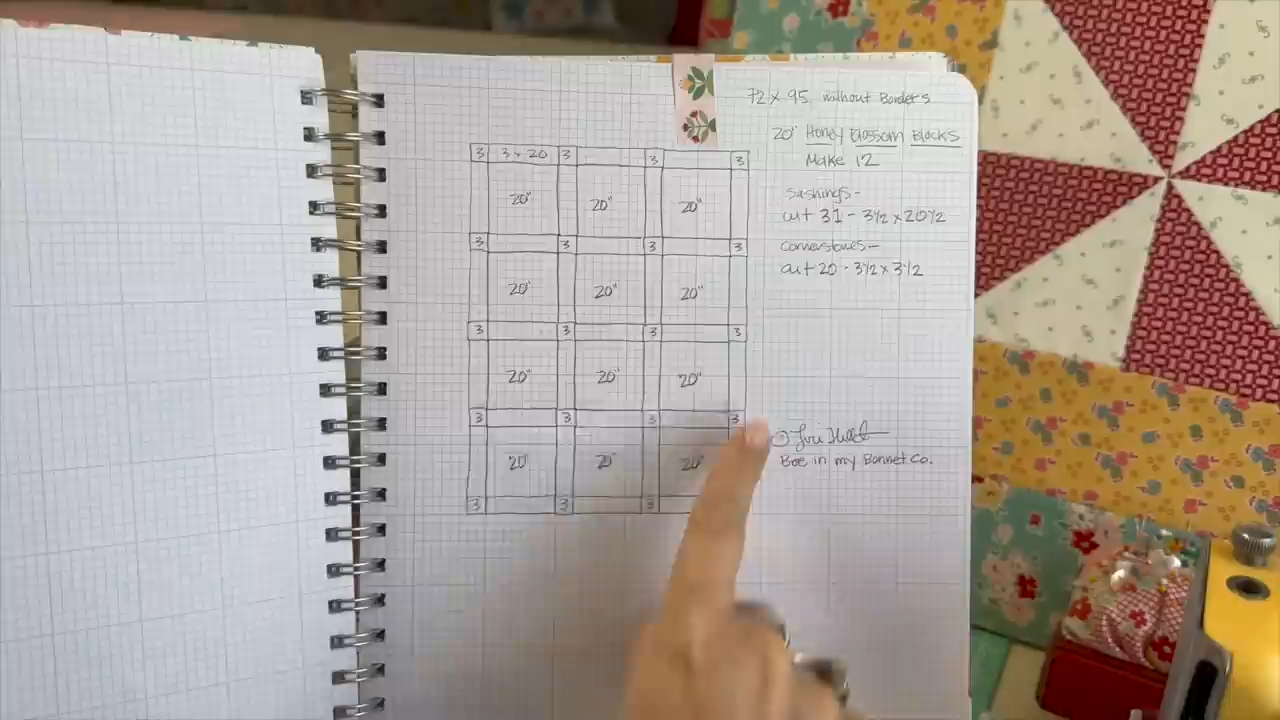 72 x 95 without Borders
20" Honey Blossom Blocks
Make 12
Sashings-
cut 31 - 3½ x 20½
Cornerstones-
cut 20 - 3½ x 3½
3 3 x 20 3 3 3
20" 20" 20"
3 3 3 3
20" 20" 20"
3 3 3 3
20" 20" 20"
3 3 3 3
20" 20" 20"
3 3 3
© Lori Holt
Bee in my Bonnet Co.